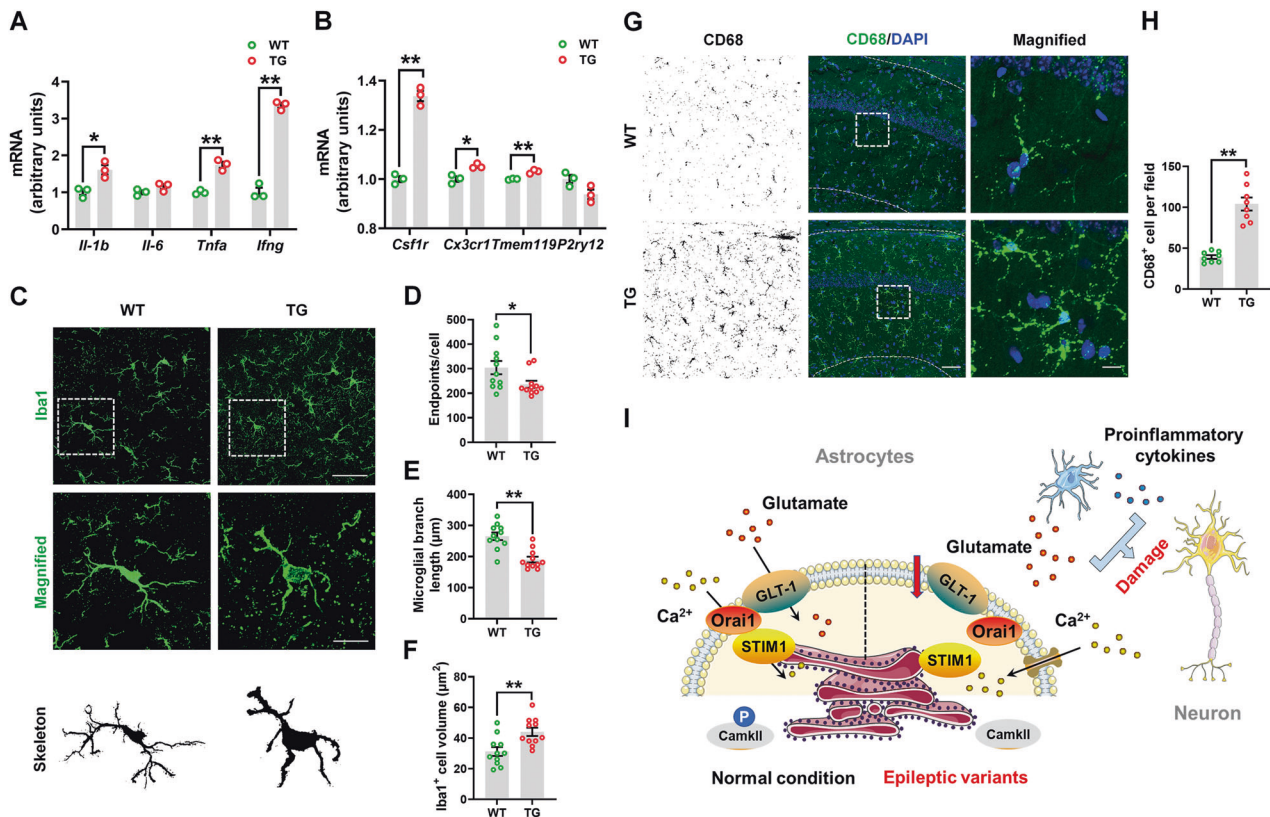 A
WT
TG
mRNA
(arbitrary units)
4
3
2
1
0
*
**
**
Il-1b Il-6 Tnfa Ifng
B
WT
TG
mRNA
(arbitrary units)
1.4
1.2
1.0
0.8
**
*
**
Csf1r Cx3cr1 Tmem119 P2ry12
C
WT TG
Iba1
Magnified
Skeleton
D
Endpoints/cell
500
400
300
200
100
0
*
WT TG
E
Microglial branch
length (μm)
400
300
200
100
0
**
WT TG
F
Iba1⁺ cell volume (μm²)
80
60
40
20
0
**
WT TG
G
CD68 CD68/DAPI Magnified
WT
TG
H
CD68⁺ cell per field
150
100
50
0
**
WT TG
I
Astrocytes
Proinflammatory
cytokines
Glutamate
Glutamate
Damage
GLT-1
GLT-1
Ca²⁺
Orai1
Orai1
Ca²⁺
STIM1
STIM1
P
CamkII
CamkII
Neuron
Normal condition Epileptic variants